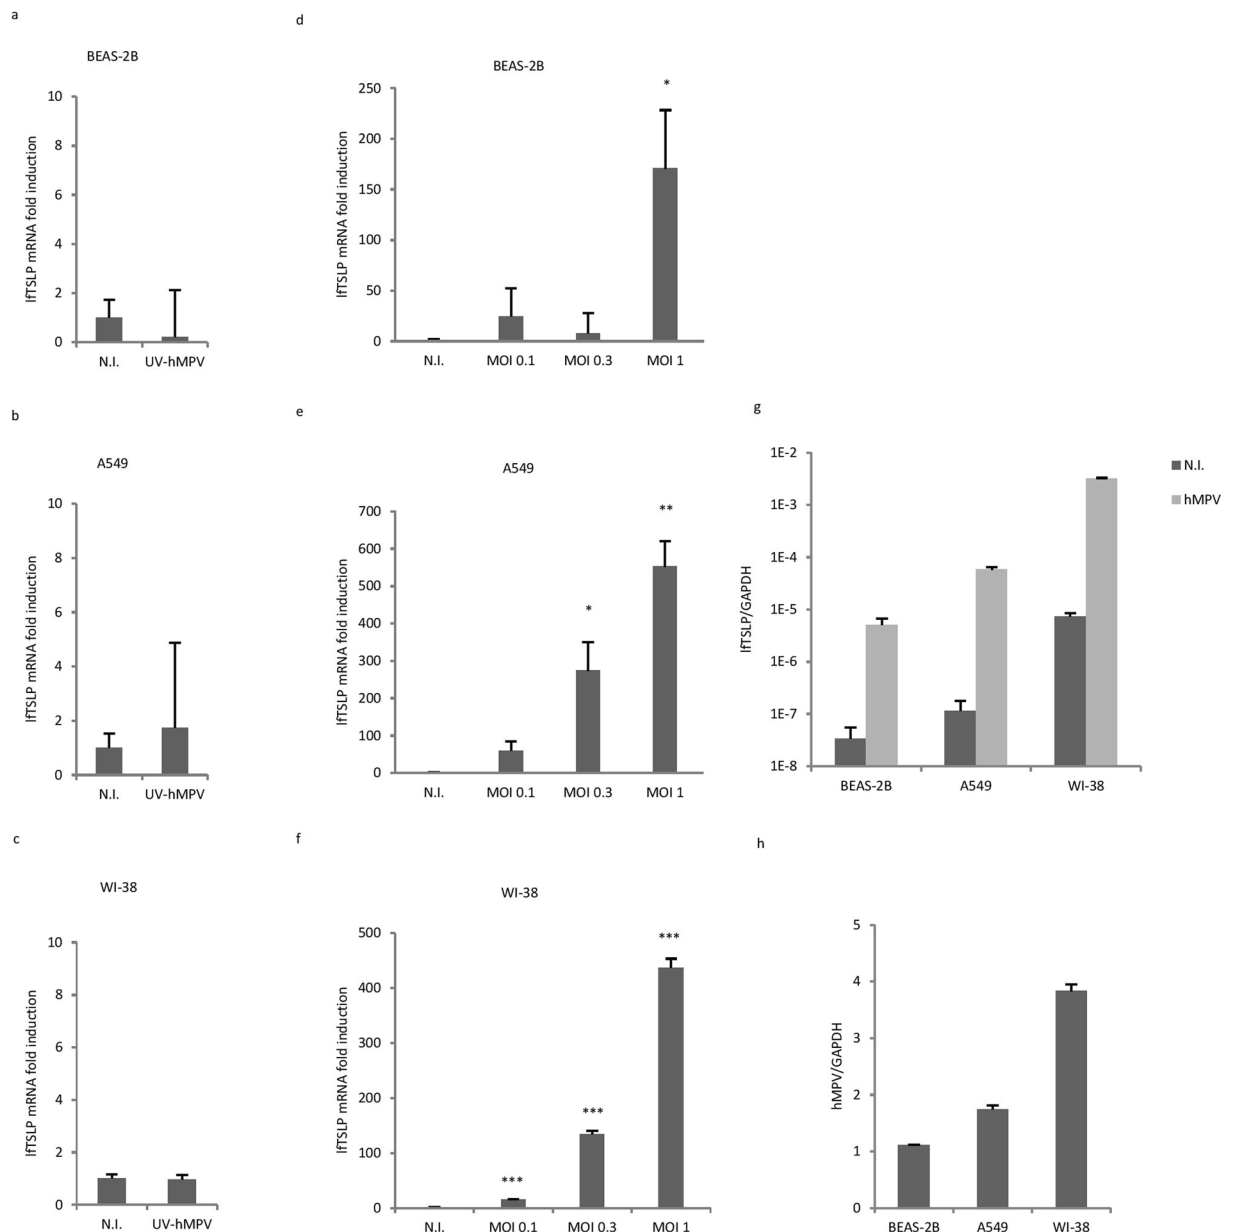 a
BEAS-2B
lfTSLP mRNA fold induction
10
8
6
4
2
0
N.I. UV-hMPV
d
BEAS-2B
*
lfTSLP mRNA fold induction
250
200
150
100
50
0
N.I. MOI 0.1 MOI 0.3 MOI 1
b
A549
lfTSLP mRNA fold induction
10
8
6
4
2
0
N.I. UV-hMPV
e
A549
**
*
lfTSLP mRNA fold induction
700
600
500
400
300
200
100
0
N.I. MOI 0.1 MOI 0.3 MOI 1
g
lfTSLP/GAPDH
1E-2
1E-3
1E-4
1E-5
1E-6
1E-7
1E-8
BEAS-2B A549 WI-38
N.I.
hMPV
c
WI-38
lfTSLP mRNA fold induction
10
8
6
4
2
0
N.I. UV-hMPV
f
WI-38
***
***
***
lfTSLP mRNA fold induction
500
400
300
200
100
0
N.I. MOI 0.1 MOI 0.3 MOI 1
h
hMPV/GAPDH
5
4
3
2
1
0
BEAS-2B A549 WI-38